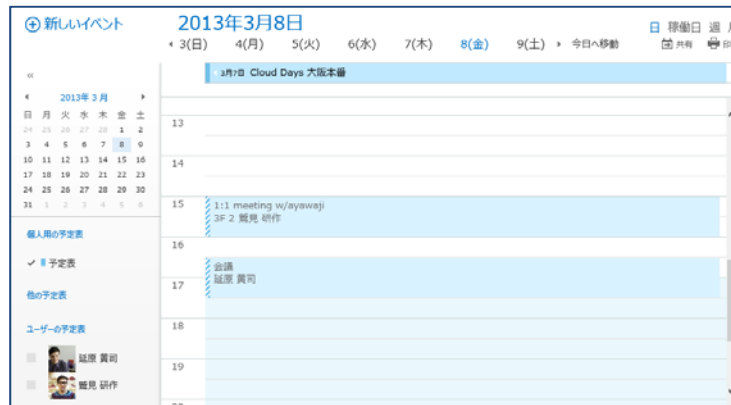 新しいイベント
2013年3月8日
日 稼働日 週 月
3(日) 4(月) 5(火) 6(水) 7(木) 8(金) 9(土) 今日へ移動
共有 印
«
3月7日 Cloud Days 大阪本番
2013年 3 月
日 月 火 水 木 金 土
24 25 26 27 28 1 2
3 4 5 6 7 8 9
10 11 12 13 14 15 16
17 18 19 20 21 22 23
24 25 26 27 28 29 30
31 1 2 3 4 5 6
個人用の予定表
予定表
他の予定表
ユーザーの予定表
延原 黄司
鷲見 研作
13
14
15
1:1 meeting w/ayawaji
3F 2 鷲見 研作
16
会議
延原 黄司
17
18
19